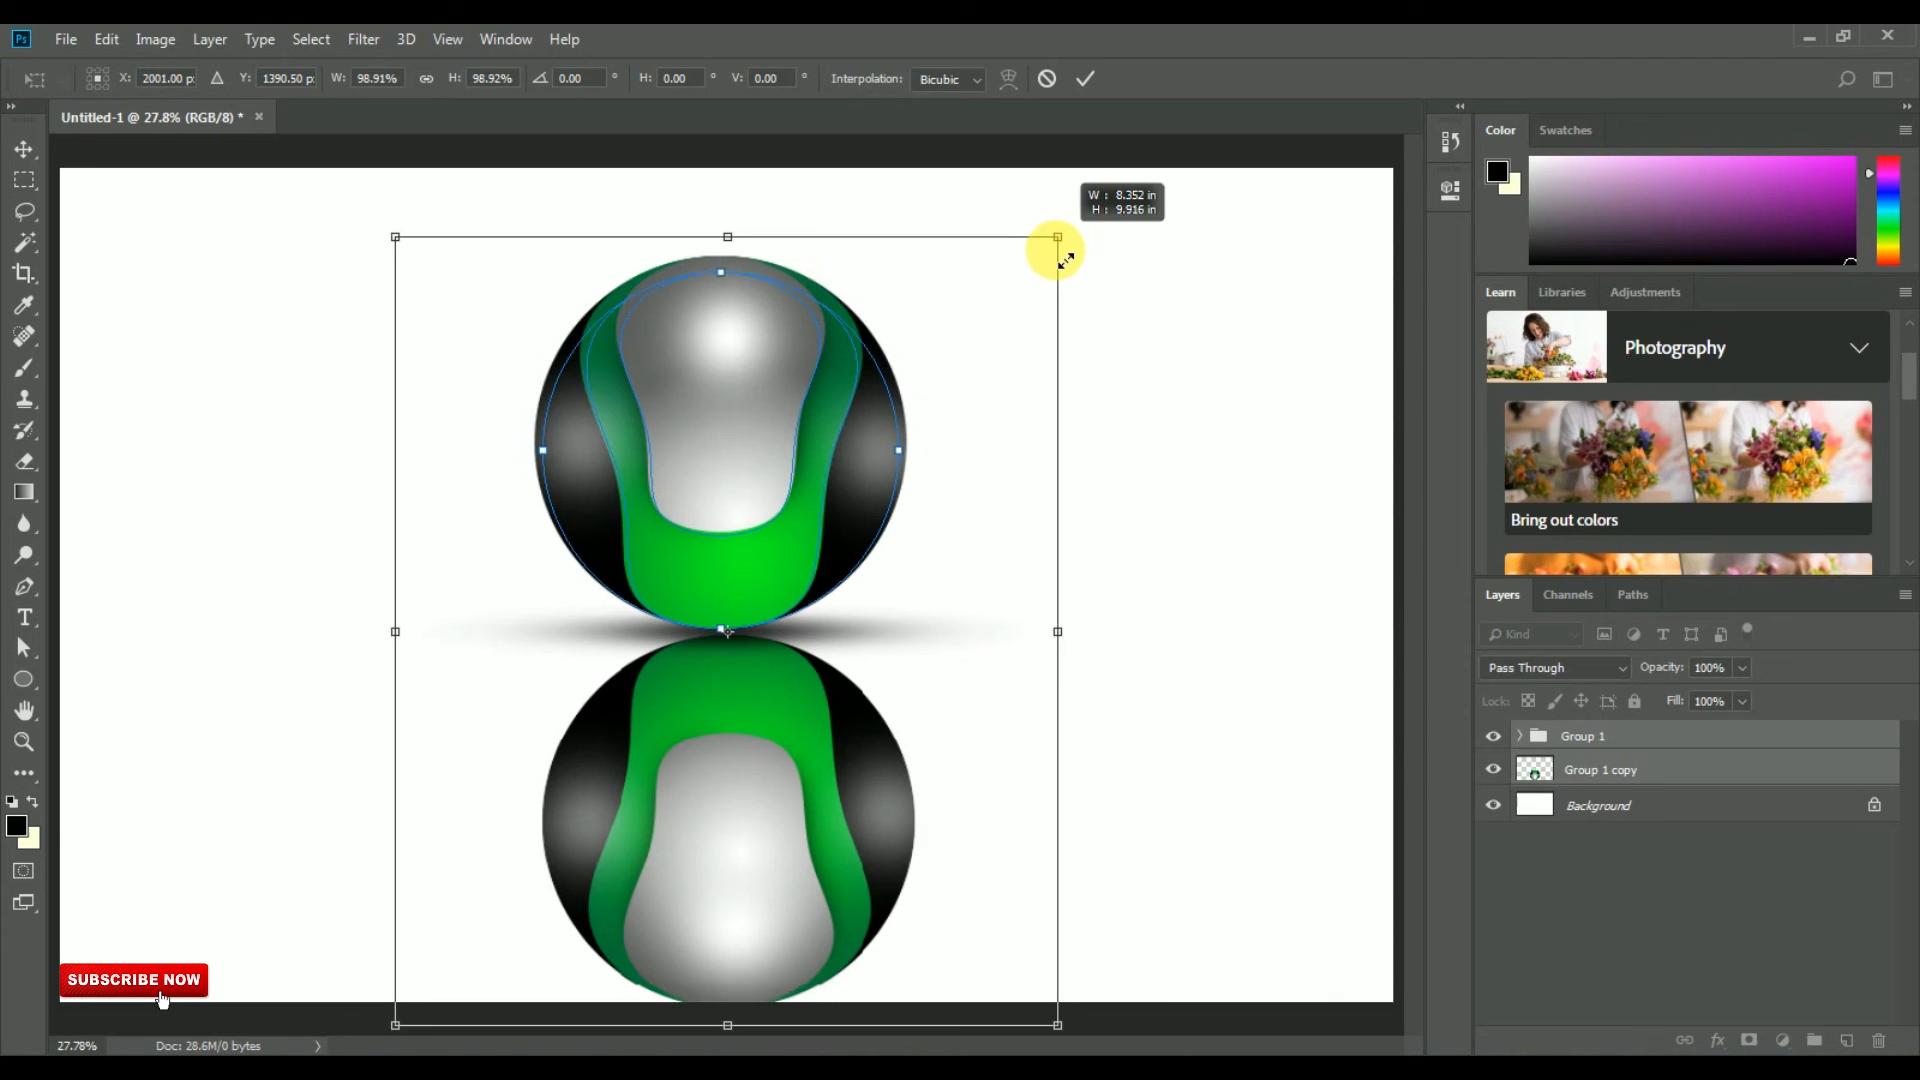 Ps File Edit Image Layer Type Select Filter 3D View Window Help
X: 2001.00 p: Y: 1390.50 p: W: 98.91% H: 98.92% 0.00 ° H: 0.00 ° V: 0.00 ° Interpolation: Bicubic
Untitled-1 @ 27.8% (RGB/8) *
Color Swatches
W : 8.352 in
H : 9.916 in
Learn Libraries Adjustments
Photography
Bring out colors
Layers Channels Paths
Kind
Pass Through Opacity: 100%
Lock: Fill: 100%
Group 1
Group 1 copy
Background
SUBSCRIBE NOW
27.78% Doc: 28.6M/0 bytes